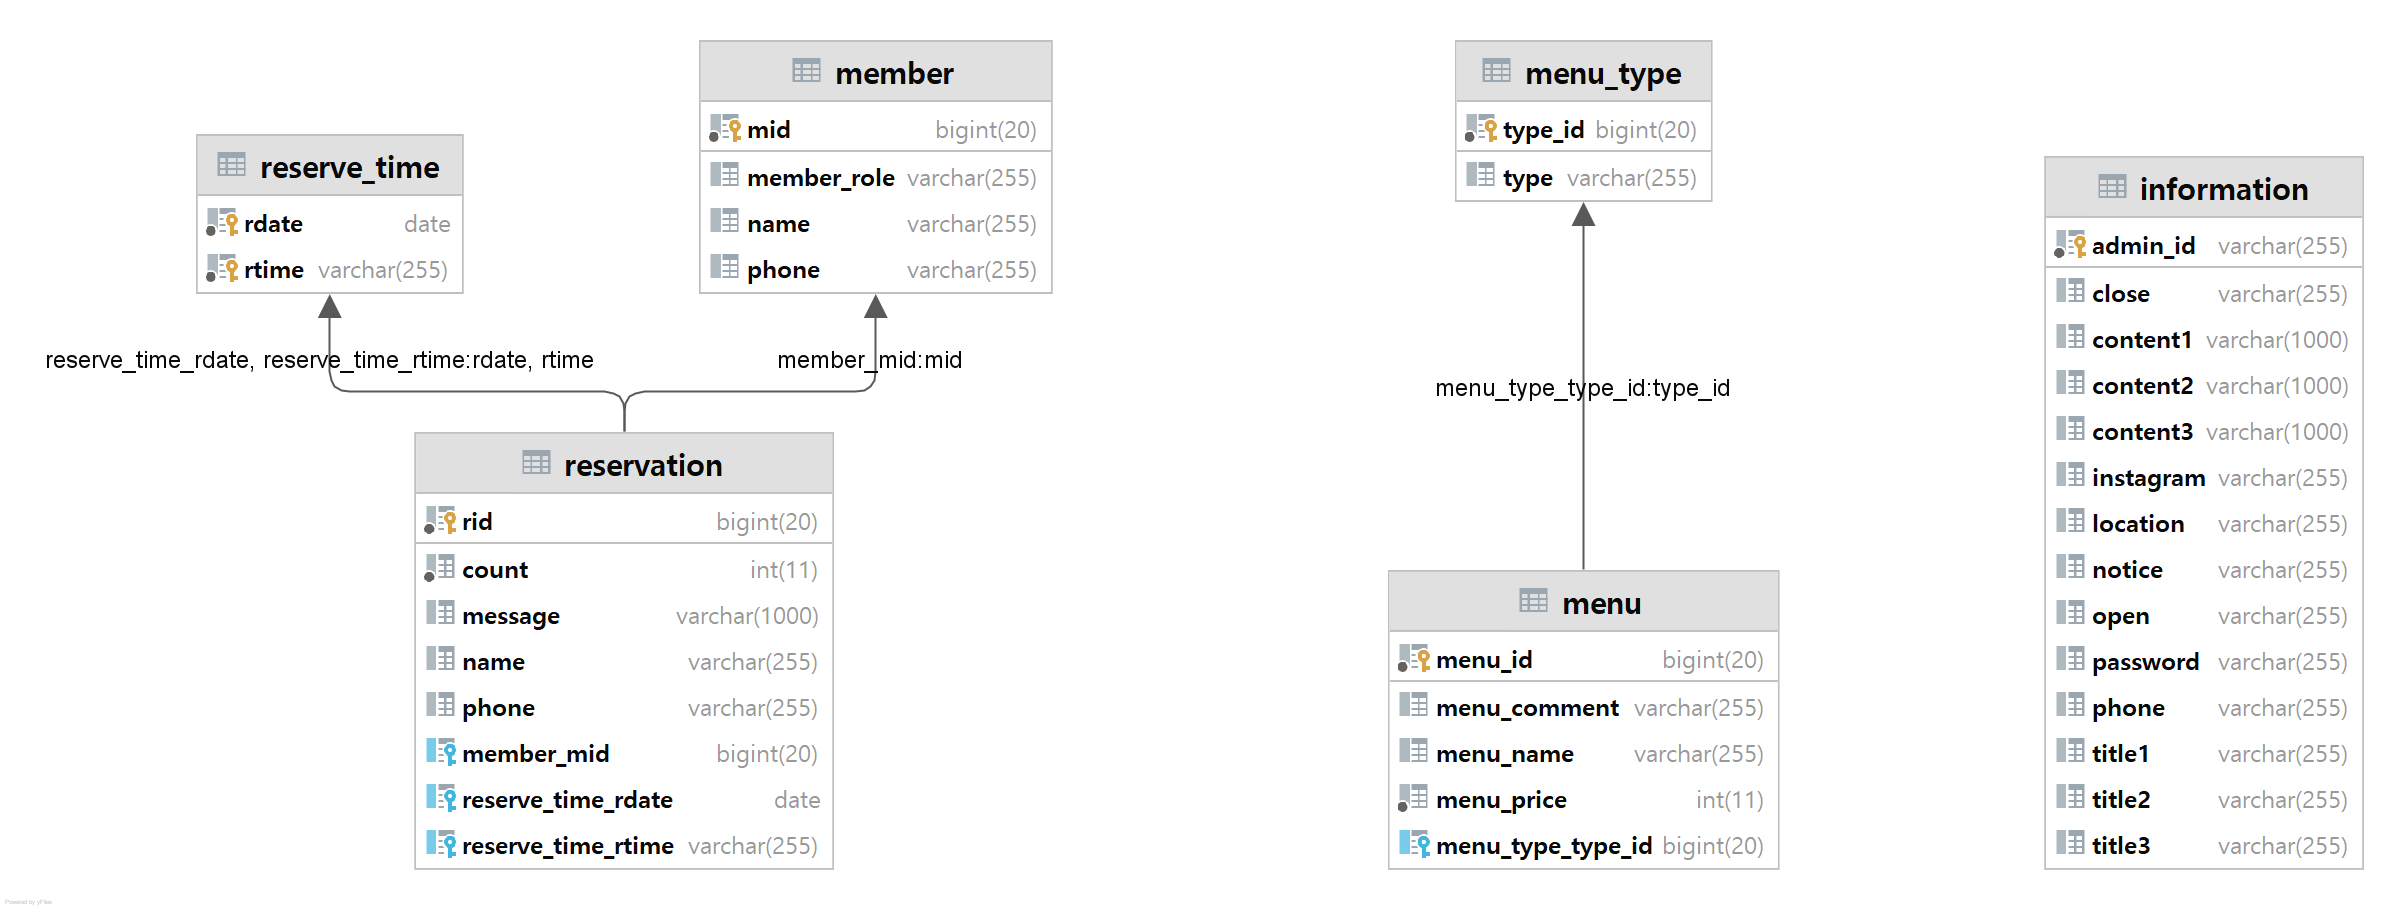 reserve_time
rdate date
rtime varchar(255)
member
mid bigint(20)
member_role varchar(255)
name varchar(255)
phone varchar(255)
reserve_time_rdate, reserve_time_rtime:rdate, rtime
member_mid:mid
reservation
rid bigint(20)
count int(11)
message varchar(1000)
name varchar(255)
phone varchar(255)
member_mid bigint(20)
reserve_time_rdate date
reserve_time_rtime varchar(255)
menu_type
type_id bigint(20)
type varchar(255)
menu_type_type_id:type_id
menu
menu_id bigint(20)
menu_comment varchar(255)
menu_name varchar(255)
menu_price int(11)
menu_type_type_id bigint(20)
information
admin_id varchar(255)
close varchar(255)
content1 varchar(1000)
content2 varchar(1000)
content3 varchar(1000)
instagram varchar(255)
location varchar(255)
notice varchar(255)
open varchar(255)
password varchar(255)
phone varchar(255)
title1 varchar(255)
title2 varchar(255)
title3 varchar(255)
Powered by yFiles